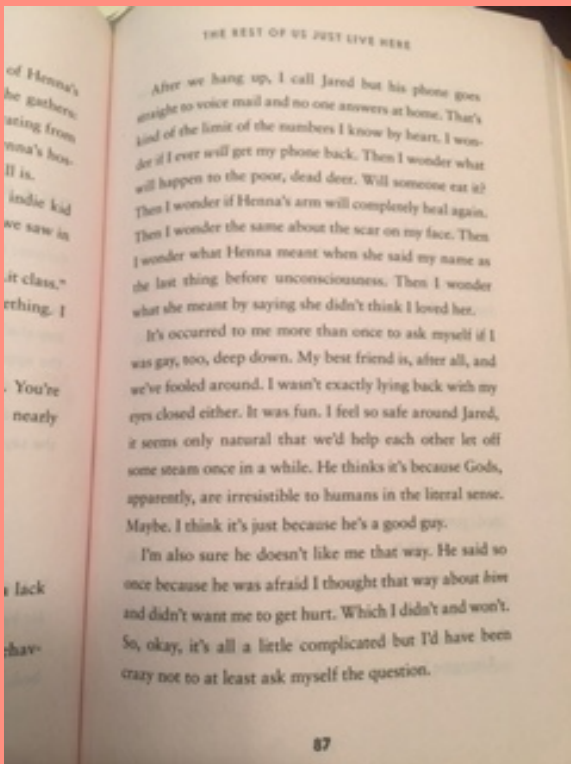 of Henna's
he gathers:
rating from
enna's hos-
ll is.
indie kid
we saw in
it class."
ething. I
. You're
nearly
a lack
ehav-
THE REST OF US JUST LIVE HERE
After we hang up, I call Jared but his phone goes
straight to voice mail and no one answers at home. That's
kind of the limit of the numbers I know by heart. I won-
der if I ever will get my phone back. Then I wonder what
will happen to the poor, dead deer. Will someone eat it?
Then I wonder if Henna's arm will completely heal again.
Then I wonder the same about the scar on my face. Then
I wonder what Henna meant when she said my name as
the last thing before unconsciousness. Then I wonder
what she meant by saying she didn't think I loved her.
It's occurred to me more than once to ask myself if I
was gay, too, deep down. My best friend is, after all, and
we've fooled around. I wasn't exactly lying back with my
eyes closed either. It was fun. I feel so safe around Jared,
it seems only natural that we'd help each other let off
some steam once in a while. He thinks it's because Gods,
apparently, are irresistible to humans in the literal sense.
Maybe. I think it's just because he's a good guy.
I'm also sure he doesn't like me that way. He said so
once because he was afraid I thought that way about him
and didn't want me to get hurt. Which I didn't and won't.
So, okay, it's all a little complicated but I'd have been
crazy not to at least ask myself the question.
87